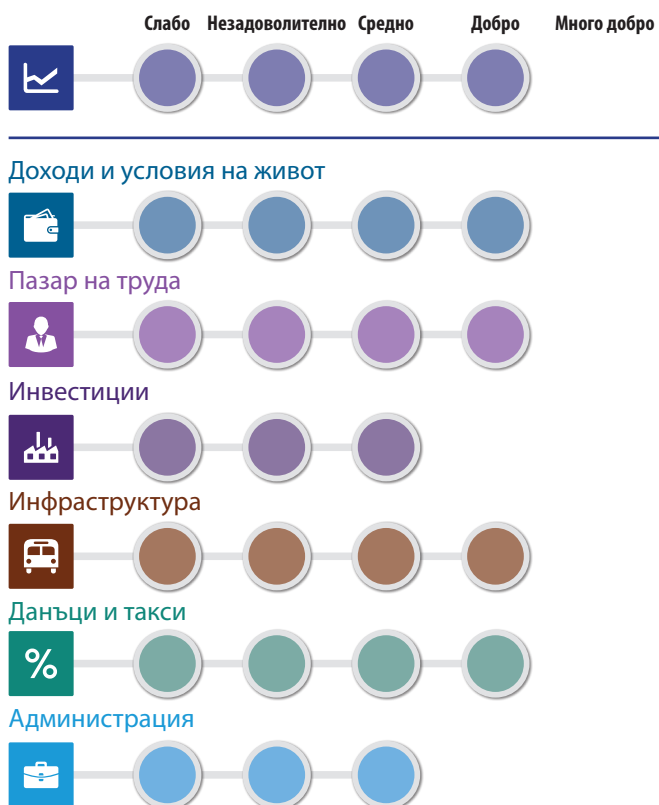 Слабо Незадоволително Средно Добро Много добро
Доходи и условия на живот
Пазар на труда
Инвестиции
Инфраструктура
Данъци и такси
%
Администрация